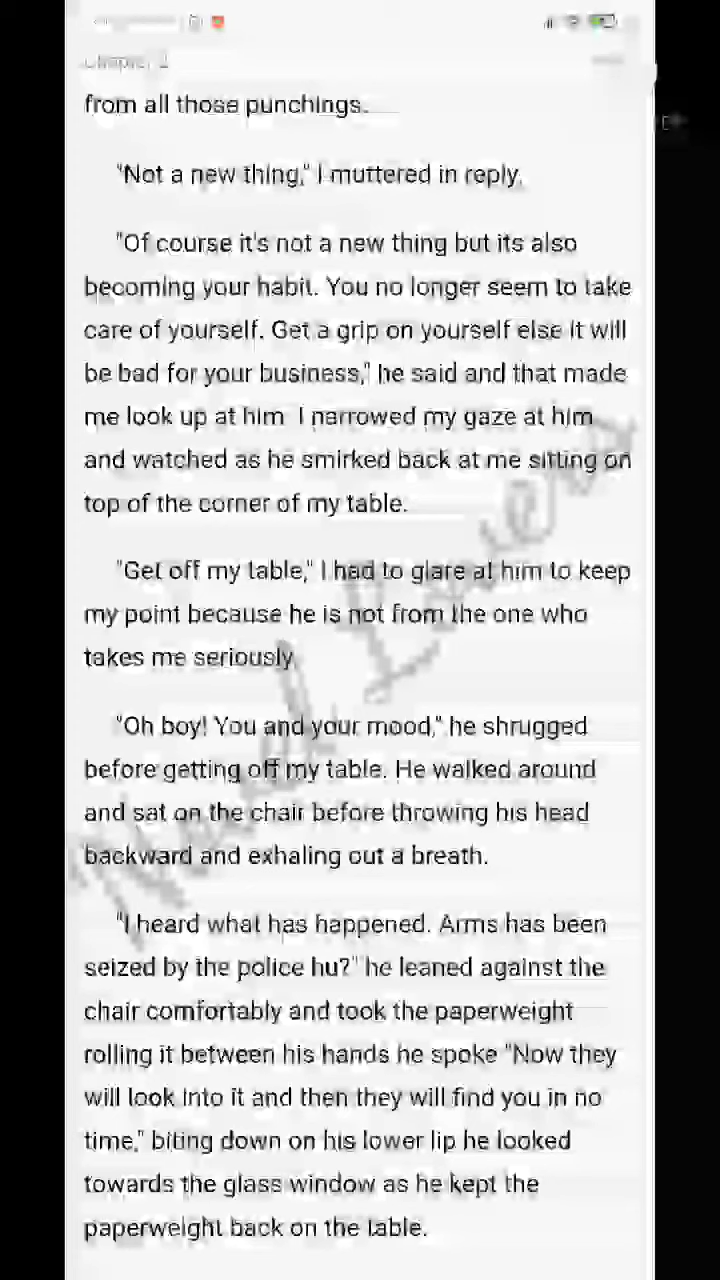 Chapter 2
from all those punchings.
"Not a new thing," I muttered in reply.
"Of course it's not a new thing but its also
becoming your habit. You no longer seem to take
care of yourself. Get a grip on yourself else it will
be bad for your business," he said and that made
me look up at him. I narrowed my gaze at him
and watched as he smirked back at me sitting on
top of the corner of my table.
"Get off my table," I had to glare at him to keep
my point because he is not from the one who
takes me seriously.
"Oh boy! You and your mood," he shrugged
before getting off my table. He walked around
and sat on the chair before throwing his head
backward and exhaling out a breath.
"I heard what has happened. Arms has been
seized by the police hu?" he leaned against the
chair comfortably and took the paperweight
rolling it between his hands he spoke "Now they
will look into it and then they will find you in no
time," biting down on his lower lip he looked
towards the glass window as he kept the
paperweight back on the table.
Novel Lovers